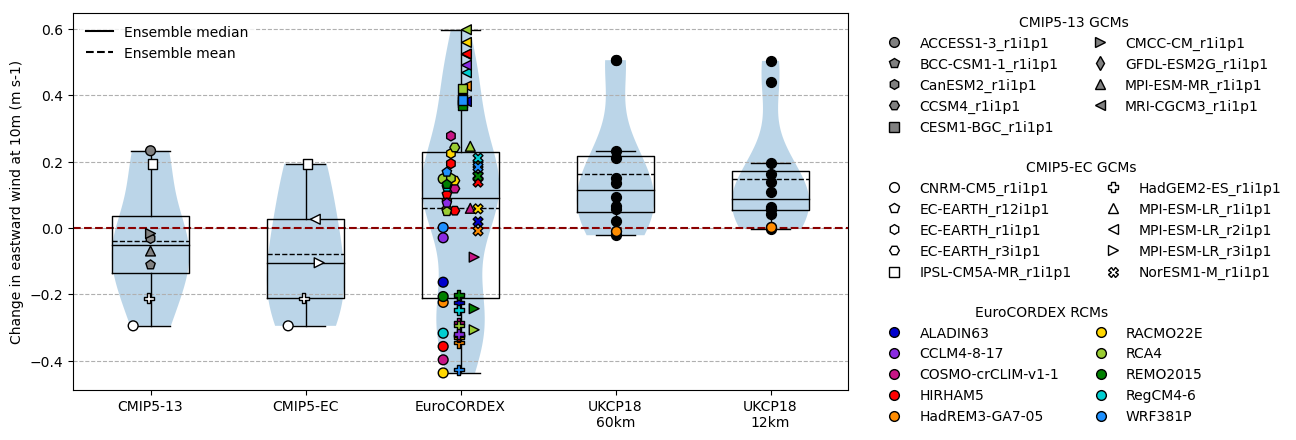 Change in eastward wind at 10m (m s-1)
0.6
0.4
0.2
0.0
−0.2
−0.4
Ensemble median
Ensemble mean
CMIP5-13
CMIP5-EC
EuroCORDEX
UKCP18
60km
UKCP18
12km
CMIP5-13 GCMs
ACCESS1-3_r1i1p1
BCC-CSM1-1_r1i1p1
CanESM2_r1i1p1
CCSM4_r1i1p1
CESM1-BGC_r1i1p1
CMCC-CM_r1i1p1
GFDL-ESM2G_r1i1p1
MPI-ESM-MR_r1i1p1
MRI-CGCM3_r1i1p1
CMIP5-EC GCMs
CNRM-CM5_r1i1p1
EC-EARTH_r12i1p1
EC-EARTH_r1i1p1
EC-EARTH_r3i1p1
IPSL-CM5A-MR_r1i1p1
HadGEM2-ES_r1i1p1
MPI-ESM-LR_r1i1p1
MPI-ESM-LR_r2i1p1
MPI-ESM-LR_r3i1p1
NorESM1-M_r1i1p1
EuroCORDEX RCMs
ALADIN63
CCLM4-8-17
COSMO-crCLIM-v1-1
HIRHAM5
HadREM3-GA7-05
RACMO22E
RCA4
REMO2015
RegCM4-6
WRF381P